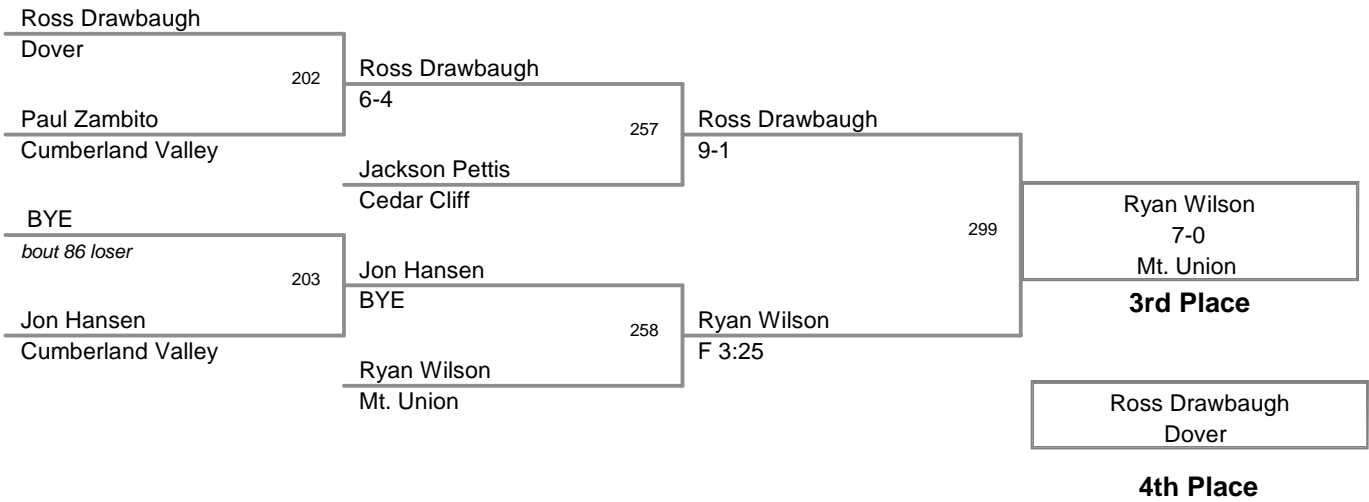 Ross Drawbaugh
Dover
202
Paul Zambito
Cumberland Valley
BYE
bout 86 loser
203
Jon Hansen
Cumberland Valley
Ross Drawbaugh
6-4
257
Jackson Pettis
Cedar Cliff
Jon Hansen
BYE
258
Ryan Wilson
Mt. Union
Ross Drawbaugh
9-1
299
Ryan Wilson
F 3:25
Ryan Wilson
7-0
Mt. Union
3rd Place
Ross Drawbaugh
Dover
4th Place